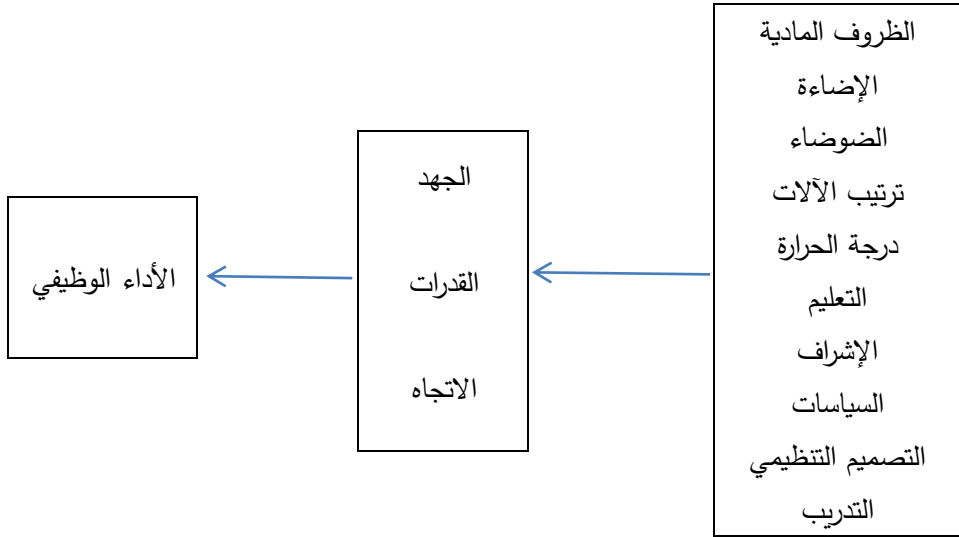 الظروف المادية
الإضاءة
الضوضاء
ترتيب الآلات
درجة الحرارة
التعليم
الإشراف
السياسات
التصميم التنظيمي
التدريب
الجهد
القدرات
الاتجاه
الأداء الوظيفي